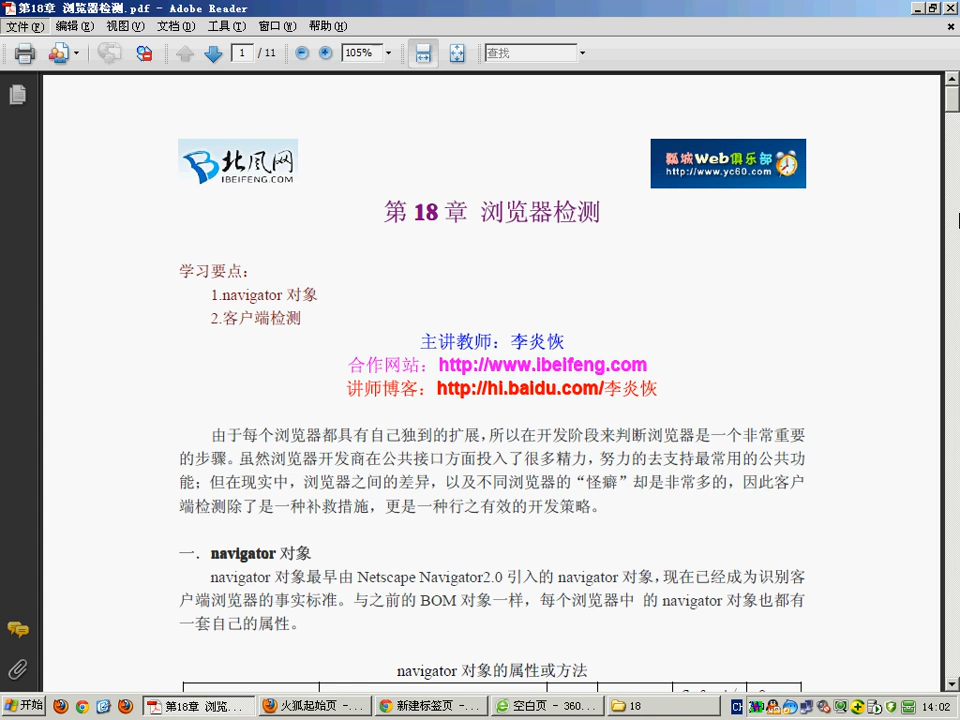 第18章 浏览器检测.pdf - Adobe Reader
文件(F) 编辑(E) 视图(V) 文档(D) 工具(T) 窗口(W) 帮助(H)
1 / 11 105% 查找
北风网
IBEIFENG.COM
瓢城Web俱乐部
http://www.yc60.com
第 18 章 浏览器检测
学习要点：
1.navigator 对象
2.客户端检测
主讲教师：李炎恢
合作网站：http://www.ibeifeng.com
讲师博客：http://hi.baidu.com/李炎恢
由于每个浏览器都具有自己独到的扩展，所以在开发阶段来判断浏览器是一个非常重要
的步骤。虽然浏览器开发商在公共接口方面投入了很多精力，努力的去支持最常用的公共功
能；但在现实中，浏览器之间的差异，以及不同浏览器的“怪癖”却是非常多的，因此客户
端检测除了是一种补救措施，更是一种行之有效的开发策略。
一．navigator 对象
navigator 对象最早由 Netscape Navigator2.0 引入的 navigator 对象，现在已经成为识别客
户端浏览器的事实标准。与之前的 BOM 对象一样，每个浏览器中 的 navigator 对象也都有
一套自己的属性。
navigator 对象的属性或方法
开始 第18章 浏览... 火狐起始页 -... 新建标签页 -... 空白页 - 360... 18 CH 14:02